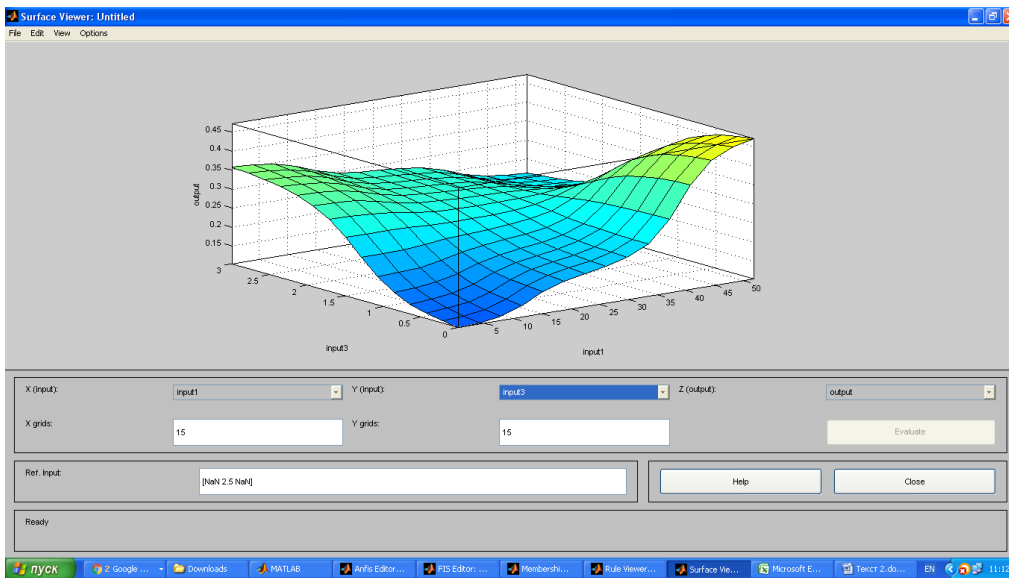 Surface Viewer: Untitled
File Edit View Options
0.45
0.4
0.35
0.3
0.25
0.2
0.15
output
3
2.5
2
1.5
1
0.5
0
input3
5
10
15
20
25
30
35
40
45
50
input1
X (input): input1 Y (input): input3 Z (output): output
X grids: 15 Y grids: 15 Evaluate
Ref. Input: [NaN 2.5 NaN] Help Close
Ready
пуск 2 Google ... Downloads MATLAB Anfis Editor... FIS Editor: ... Membershi... Rule Viewer... Surface Vie... Microsoft E... Текст 2.do... EN 11:12